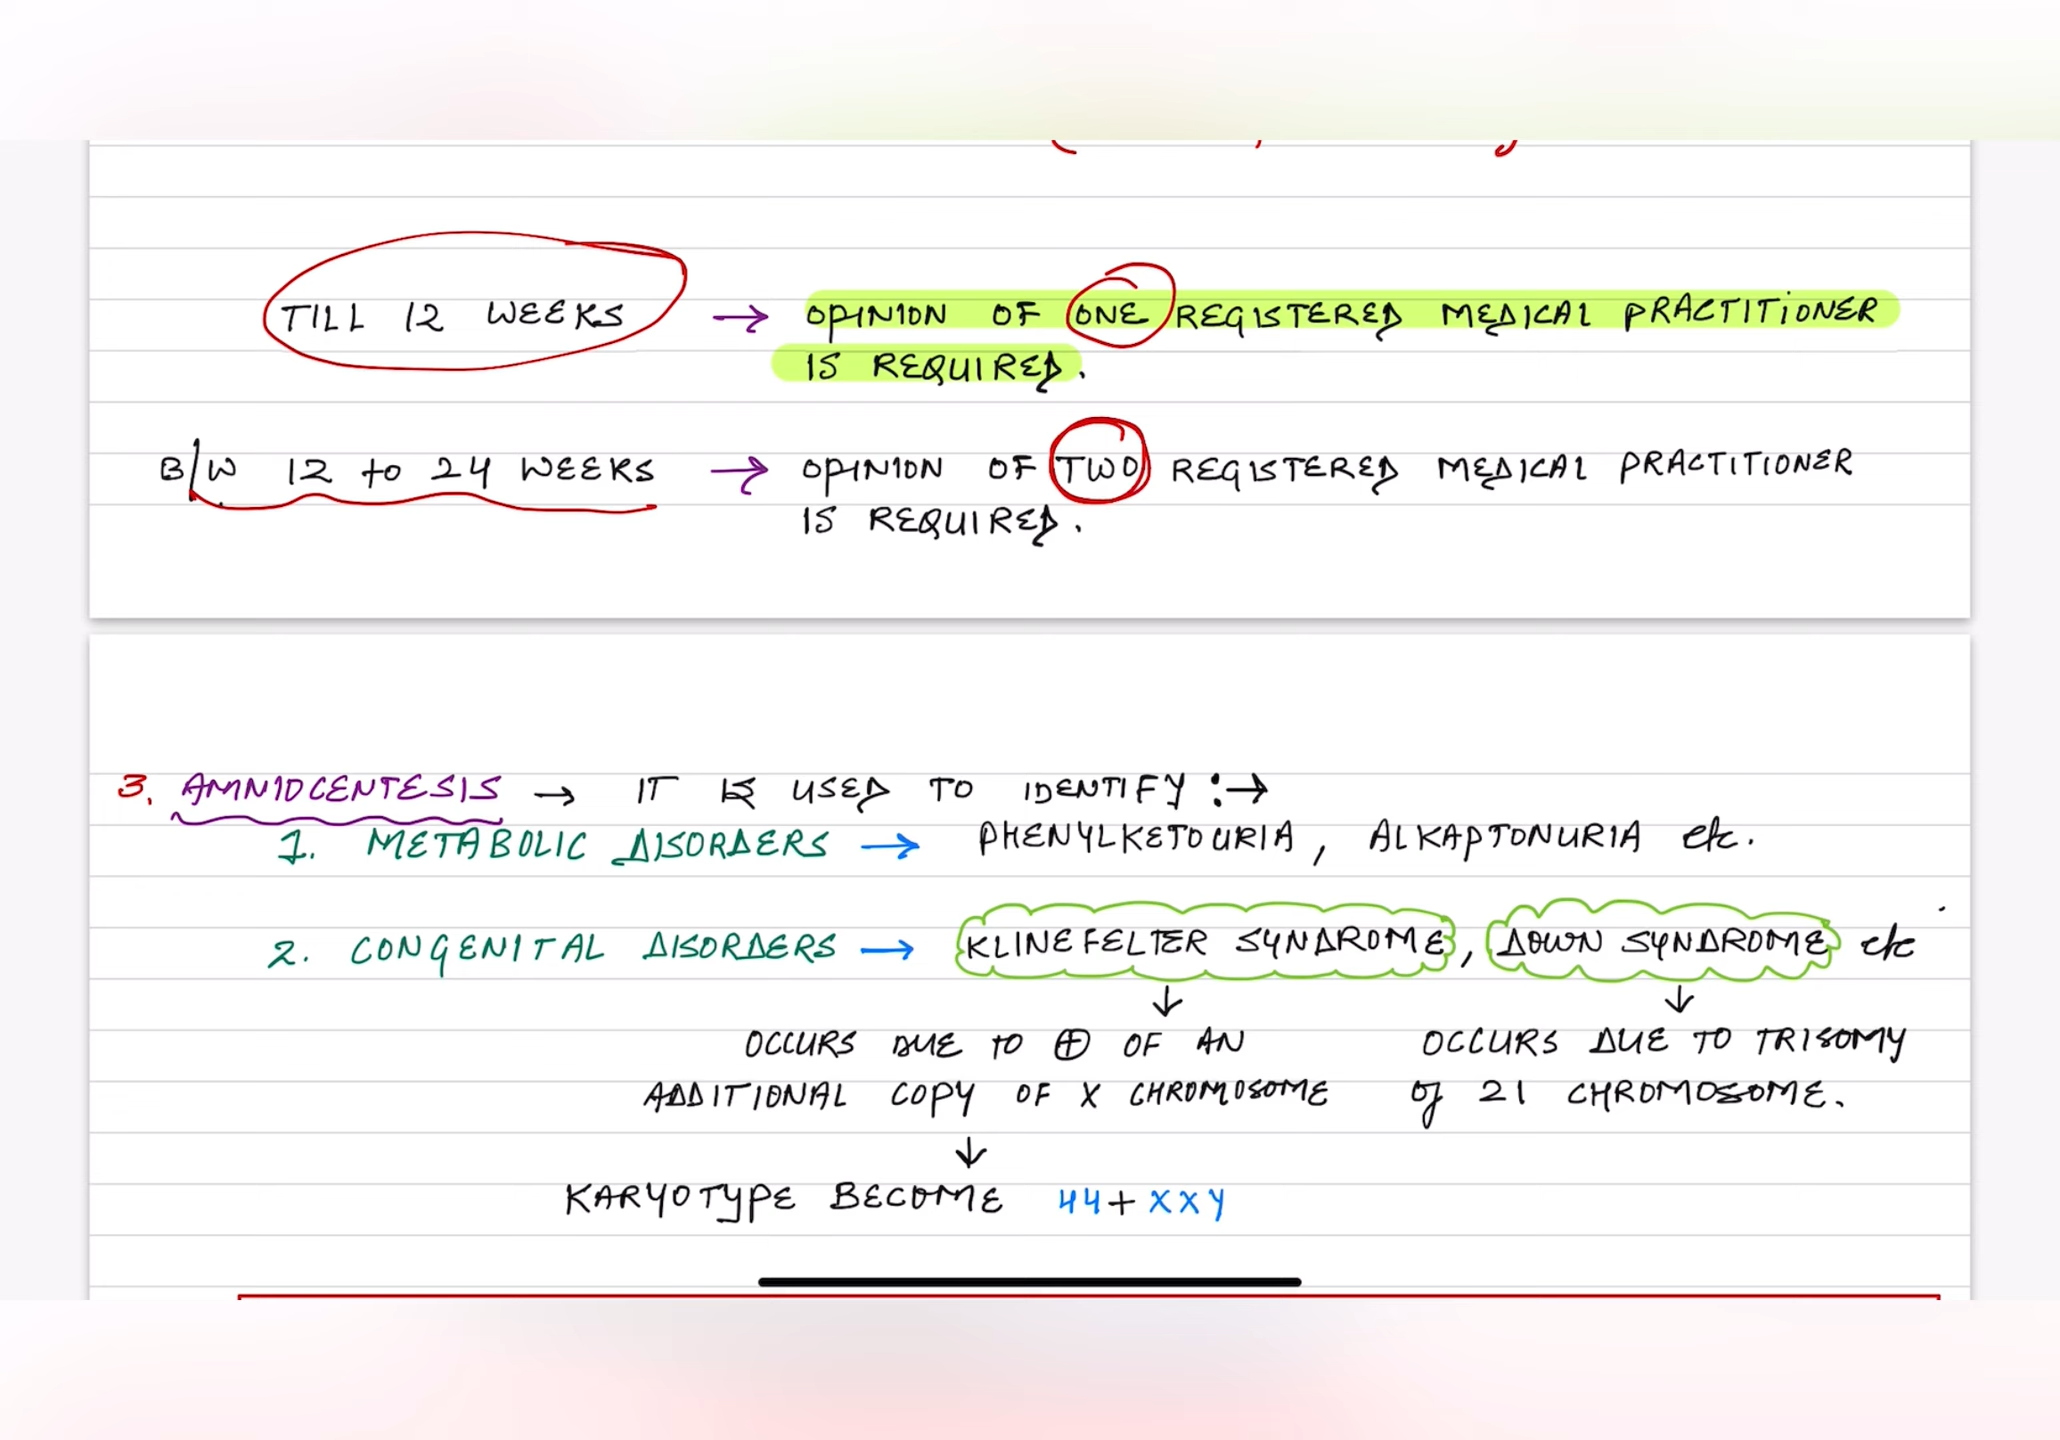 TILL 12 WEEKS → OPINION OF ONE REGISTERED MEDICAL PRACTITIONER
IS REQUIRED.
B/W 12 to 24 WEEKS → OPINION OF TWO REGISTERED MEDICAL PRACTITIONER
IS REQUIRED.
3. AMNIOCENTESIS → IT IS USED TO IDENTIFY :→
1. METABOLIC DISORDERS → PHENYLKETOURIA, ALKAPTONURIA etc.
2. CONGENITAL DISORDERS → KLINEFELTER SYNDROME, DOWN SYNDROME etc
↓ ↓
OCCURS DUE TO ⊕ OF AN OCCURS DUE TO TRISOMY
ADDITIONAL COPY OF X CHROMOSOME of 21 CHROMOSOME.
↓
KARYOTYPE BECOME 44+XXY